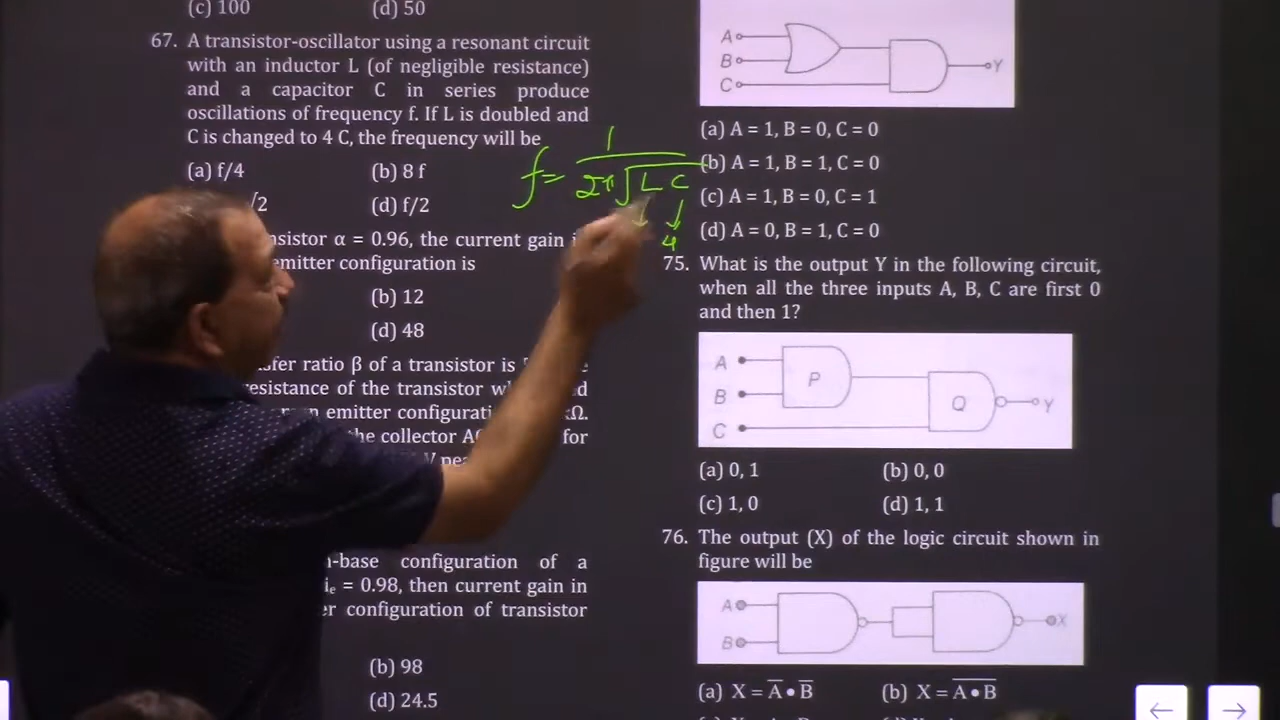 (c) 100 (d) 50
67. A transistor-oscillator using a resonant circuit
with an inductor L (of negligible resistance)
and a capacitor C in series produce
oscillations of frequency f. If L is doubled and
C is changed to 4 C, the frequency will be
(a) f/4 (b) 8 f
/2 (d) f/2
α = 0.96, the current gain
emitter configuration is
(b) 12
(d) 48
ratio β of a transistor is
of the transistor
emitter
the collector
for
-base configuration of a
= 0.98, then current gain in
configuration of transistor
(b) 98
(d) 24.5
f = 1
2π√LC
4
A
B
C
Y
(a) A = 1, B = 0, C = 0
(b) A = 1, B = 1, C = 0
(c) A = 1, B = 0, C = 1
(d) A = 0, B = 1, C = 0
75. What is the output Y in the following circuit,
when all the three inputs A, B, C are first 0
and then 1?
A
P
B
Q
Y
C
(a) 0, 1 (b) 0, 0
(c) 1, 0 (d) 1, 1
76. The output (X) of the logic circuit shown in
figure will be
A
X
B
(a) X = A̅ • B̅ (b) X = A̅ ̅•̅ ̅B̅